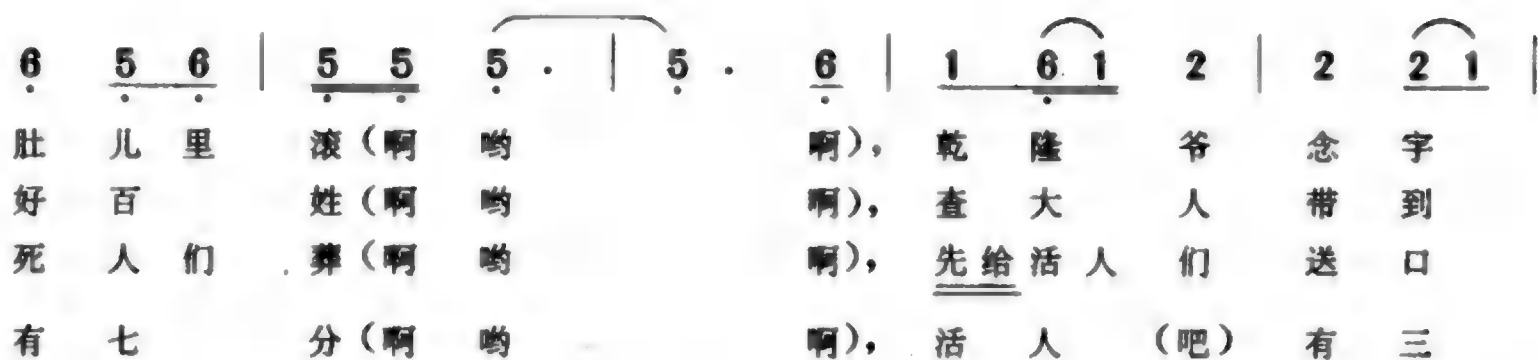 6 5 6 | 5 5 5 · | 5 · 6 | 1 6 1 2 | 2 2 1 |
肚 儿 里 滚（啊 哟 啊），乾 隆 爷 念 字
好 百 姓（啊 哟 啊），查 大 人 带 到
死 人 们 葬（啊 哟 啊），先 给 活 人 们 送 口
有 七 分（啊 哟 啊），活 人 （吧） 有 三